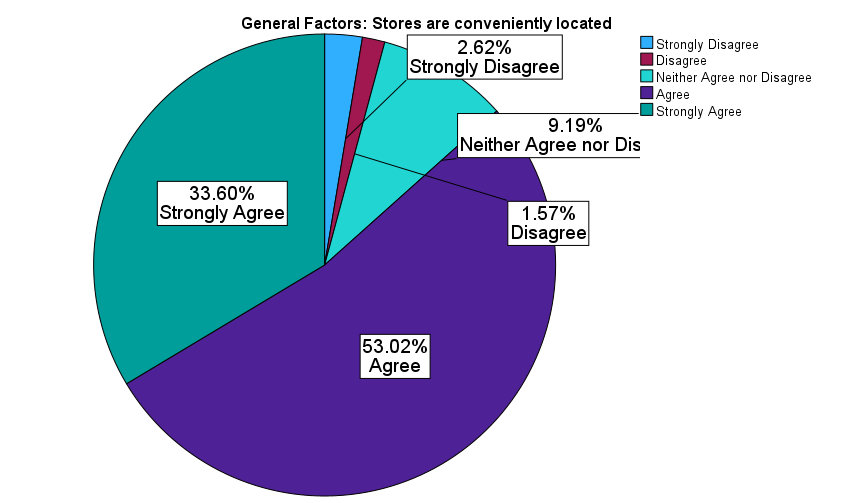 General Factors: Stores are conveniently located
2.62%
Strongly Disagree
9.19%
Neither Agree nor Dis
1.57%
Disagree
53.02%
Agree
33.60%
Strongly Agree
Strongly Disagree
Disagree
Neither Agree nor Disagree
Agree
Strongly Agree